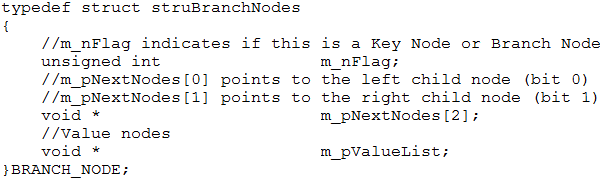 typedef struct struBranchNodes
{
    //m_nFlag indicates if this is a Key Node or Branch Node
    unsigned int                m_nFlag;
    //m_pNextNodes[0] points to the left child node (bit 0)
    //m_pNextNodes[1] points to the right child node (bit 1)
    void *                      m_pNextNodes[2];
    //Value nodes
    void *                      m_pValueList;
}BRANCH_NODE;